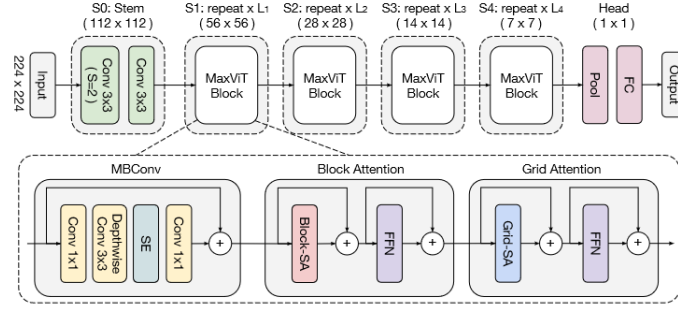 S0: Stem
(112 x 112)
S1: repeat x L1
(56 x 56)
S2: repeat x L2
(28 x 28)
S3: repeat x L3
(14 x 14)
S4: repeat x L4
(7 x 7)
Head
(1 x 1)
224 x 224
Input
Conv 3x3
(S=2)
Conv 3x3
MaxViT
Block
MaxViT
Block
MaxViT
Block
MaxViT
Block
Pool
FC
Output
MBConv
Block Attention
Grid Attention
Conv 1x1
Depthwise
Conv 3x3
SE
Conv 1x1
+
Block-SA
+
FFN
+
Grid-SA
+
FFN
+